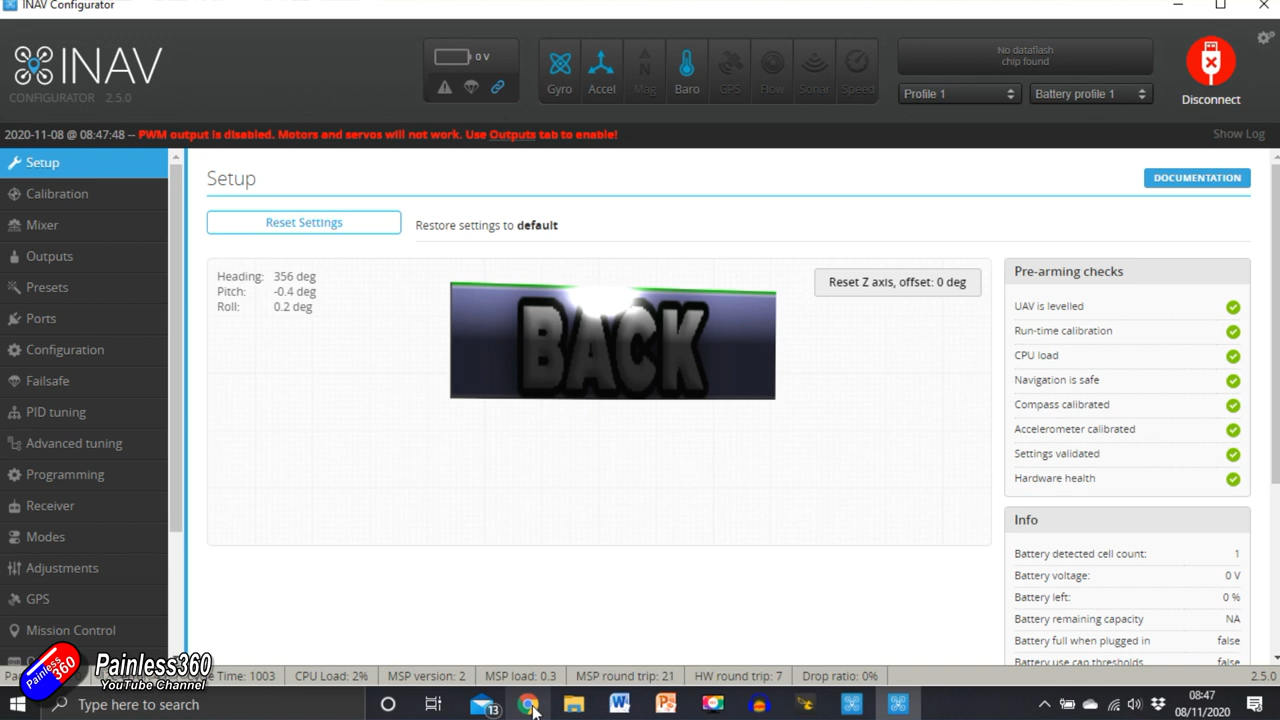 INAV Configurator
INAV
CONFIGURATOR 2.5.0
0 V
Gyro
Accel
Mag
Baro
GPS
Flow
Sonar
Speed
No dataflash
chip found
Profile 1
Battery profile 1
Disconnect
2020-11-08 @ 08:47:48 -- PWM output is disabled. Motors and servos will not work. Use Outputs tab to enable!
Show Log
Setup
Calibration
Mixer
Outputs
Presets
Ports
Configuration
Failsafe
PID tuning
Advanced tuning
Programming
Receiver
Modes
Adjustments
GPS
Mission Control
Setup
DOCUMENTATION
Reset Settings
Restore settings to default
Heading: 356 deg
Pitch: -0.4 deg
Roll: 0.2 deg
BACK
Reset Z axis, offset: 0 deg
Pre-arming checks
UAV is levelled
Run-time calibration
CPU load
Navigation is safe
Compass calibrated
Accelerometer calibrated
Settings validated
Hardware health
Info
Battery detected cell count: 1
Battery voltage: 0 V
Battery left: 0 %
Battery remaining capacity NA
Battery full when plugged in false
Battery use cap thresholds false
Time: 1003
CPU Load: 2%
MSP version: 2
MSP load: 0.3
MSP round trip: 21
HW round trip: 7
Drop ratio: 0%
2.5.0
Painless360
Painless360
YouTube Channel
Type here to search
13
08:47
08/11/2020